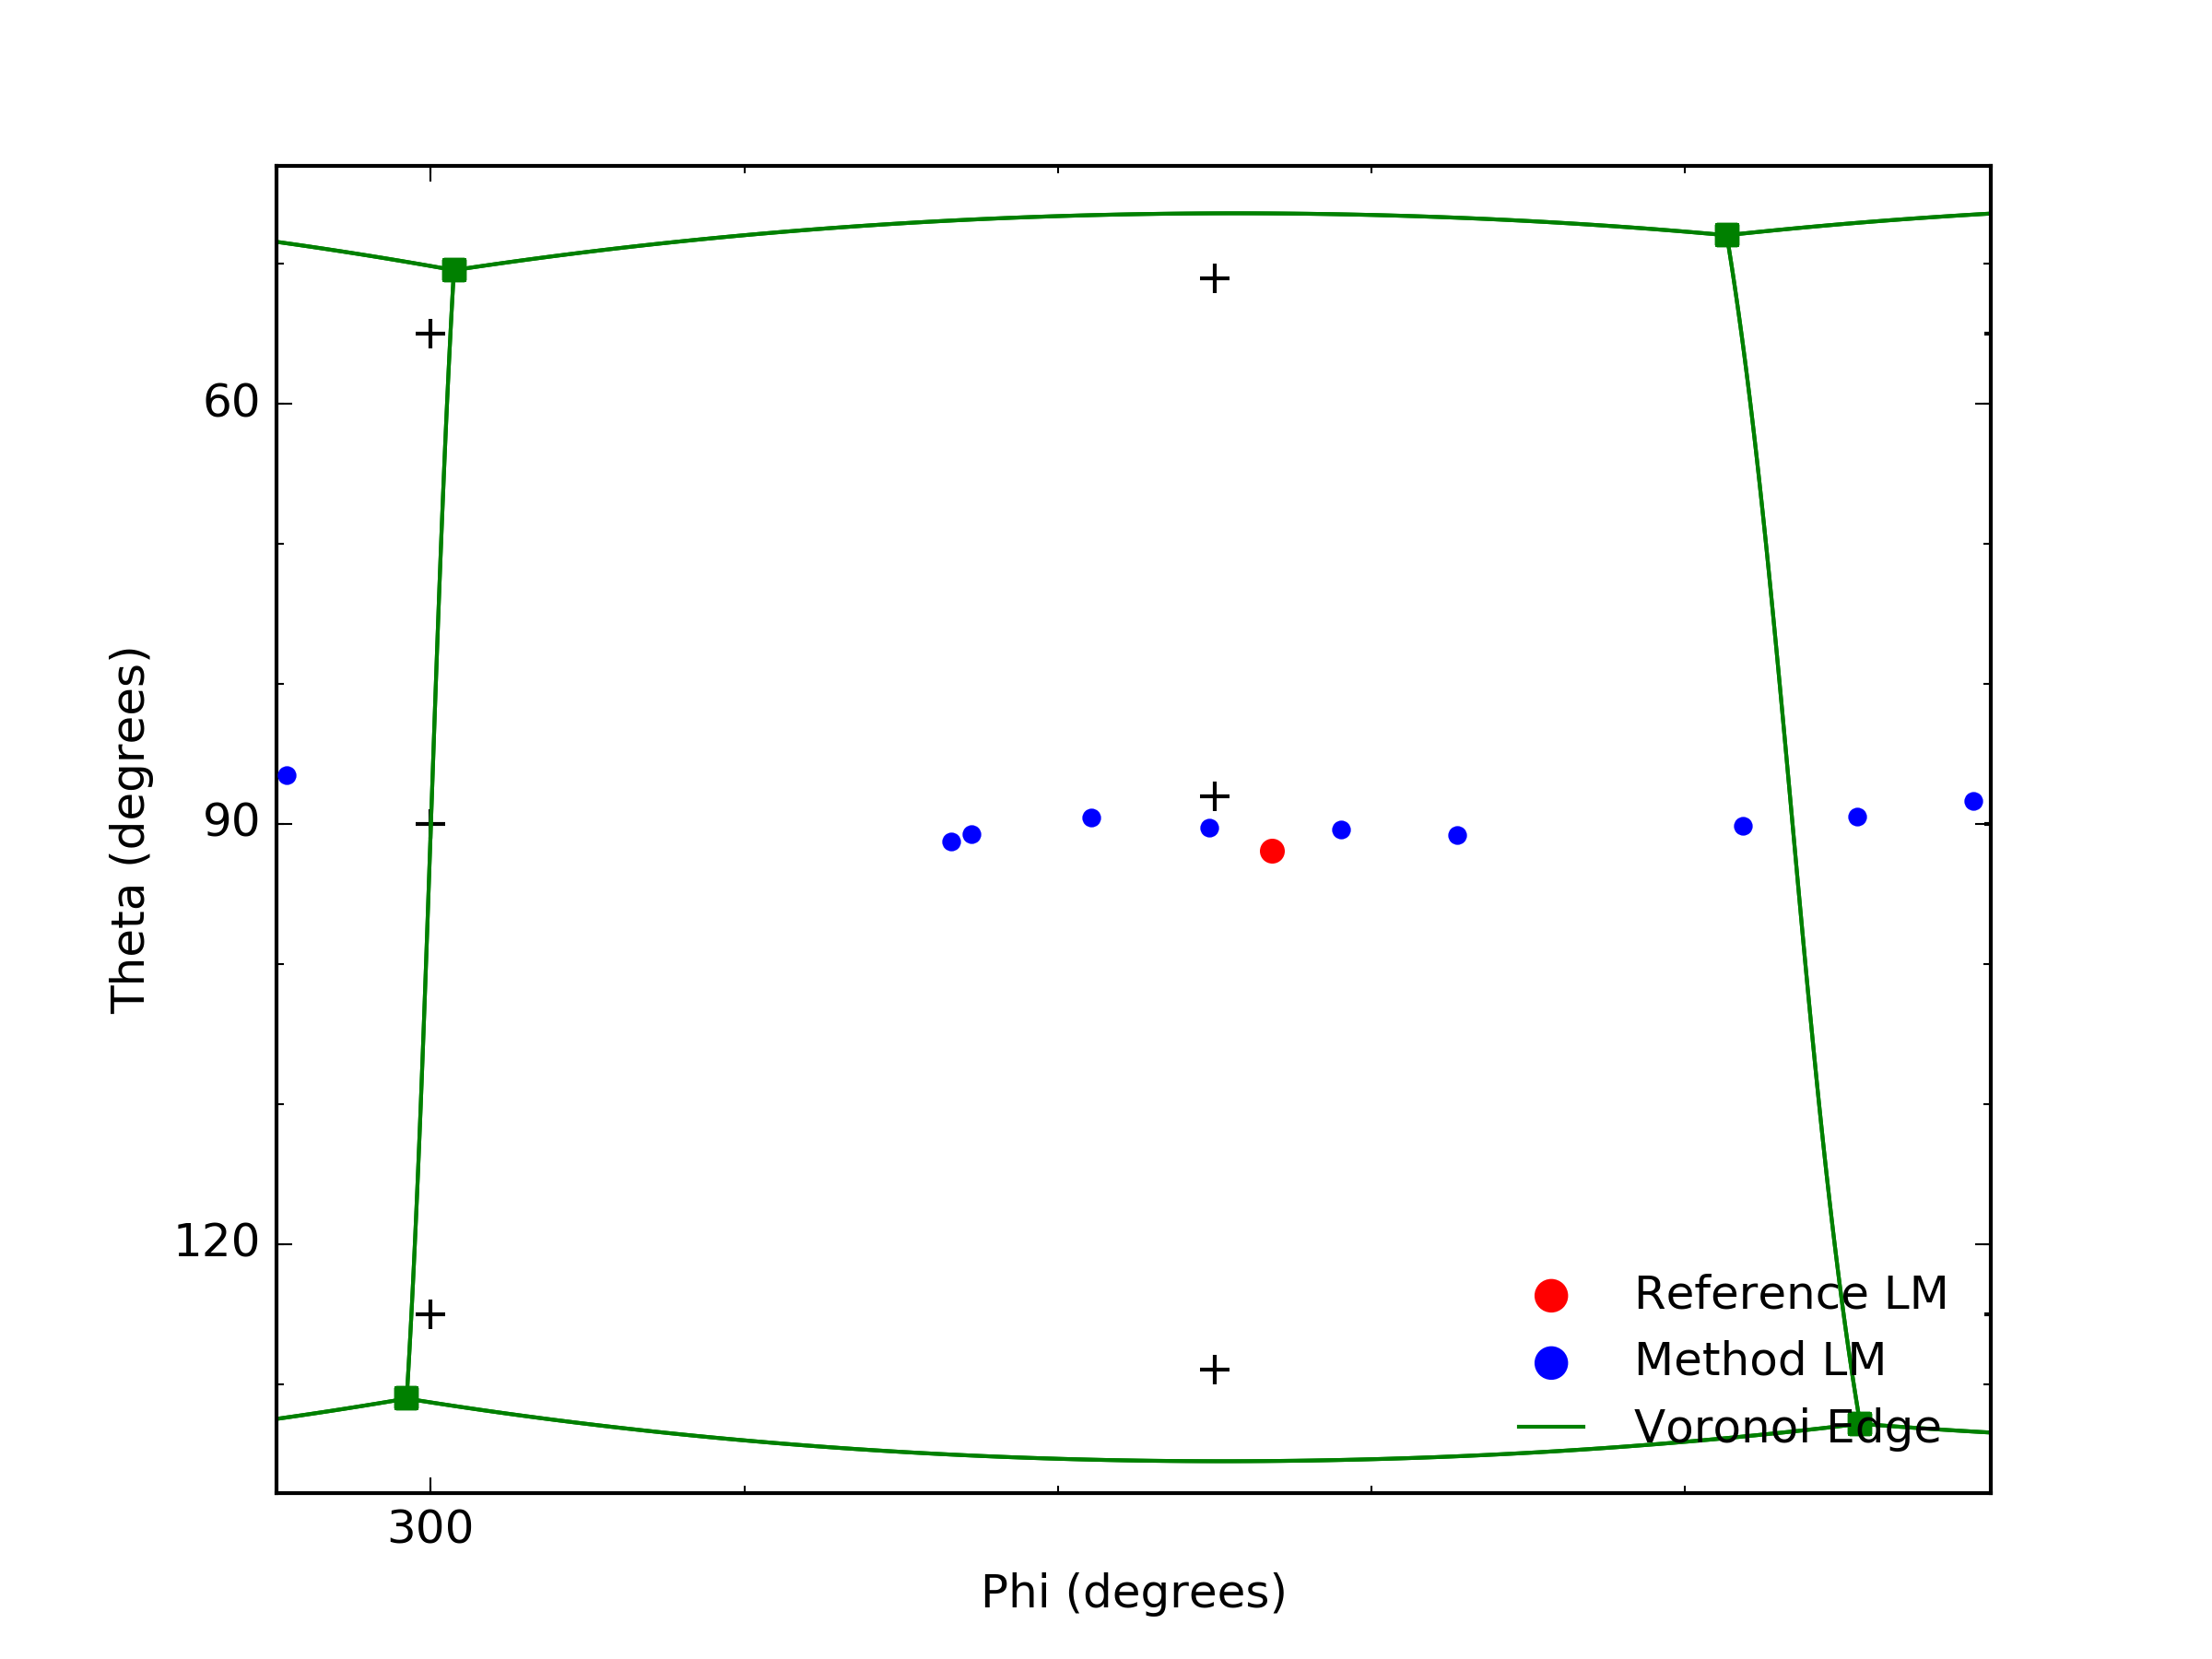 60
90
120
300
Theta (degrees)
Phi (degrees)
Reference LM
Method LM
Voronoi Edge